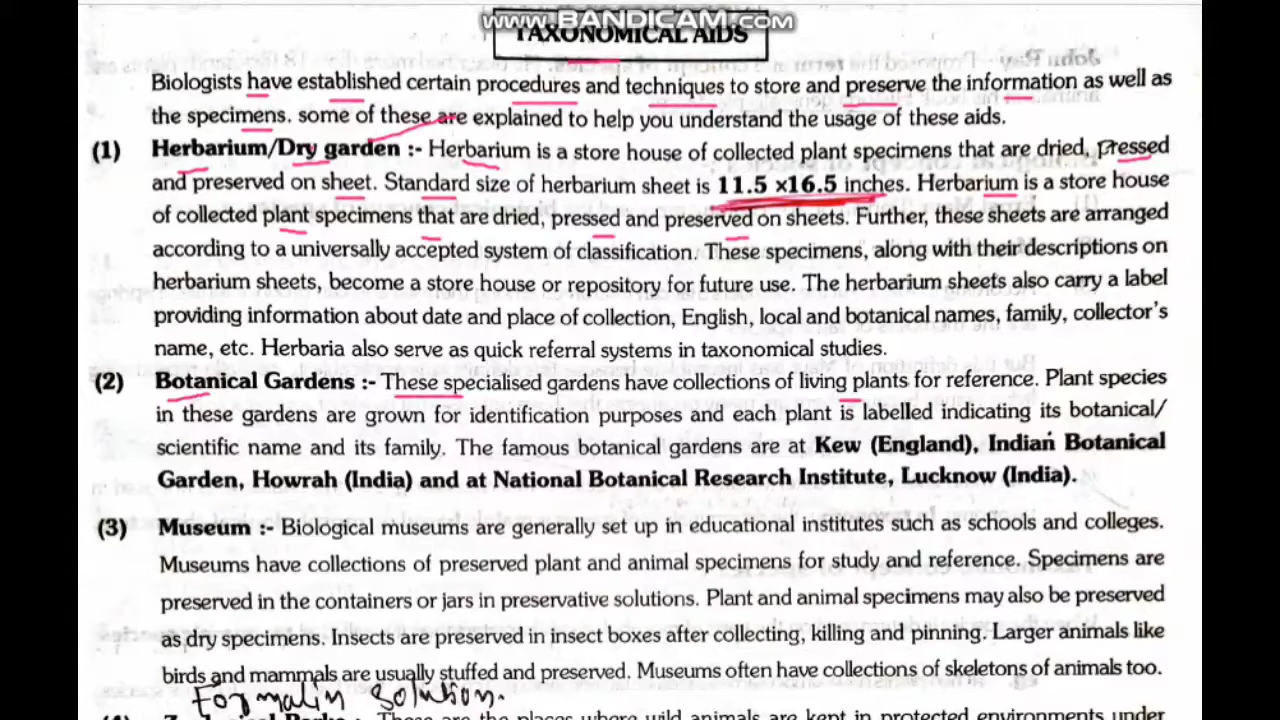 www.BANDICAM.com
TAXONOMICAL AIDS
Biologists have established certain procedures and techniques to store and preserve the information as well as
the specimens. some of these are explained to help you understand the usage of these aids.
(1) Herbarium/Dry garden :- Herbarium is a store house of collected plant specimens that are dried, pressed
and preserved on sheet. Standard size of herbarium sheet is 11.5 ×16.5 inches. Herbarium is a store house
of collected plant specimens that are dried, pressed and preserved on sheets. Further, these sheets are arranged
according to a universally accepted system of classification. These specimens, along with their descriptions on
herbarium sheets, become a store house or repository for future use. The herbarium sheets also carry a label
providing information about date and place of collection, English, local and botanical names, family, collector's
name, etc. Herbaria also serve as quick referral systems in taxonomical studies.
(2) Botanical Gardens :- These specialised gardens have collections of living plants for reference. Plant species
in these gardens are grown for identification purposes and each plant is labelled indicating its botanical/
scientific name and its family. The famous botanical gardens are at Kew (England), Indian Botanical
Garden, Howrah (India) and at National Botanical Research Institute, Lucknow (India).
(3) Museum :- Biological museums are generally set up in educational institutes such as schools and colleges.
Museums have collections of preserved plant and animal specimens for study and reference. Specimens are
preserved in the containers or jars in preservative solutions. Plant and animal specimens may also be preserved
as dry specimens. Insects are preserved in insect boxes after collecting, killing and pinning. Larger animals like
birds and mammals are usually stuffed and preserved. Museums often have collections of skeletons of animals too.
Formalin solution.
These are the places where wild animals are kept in protected environments under